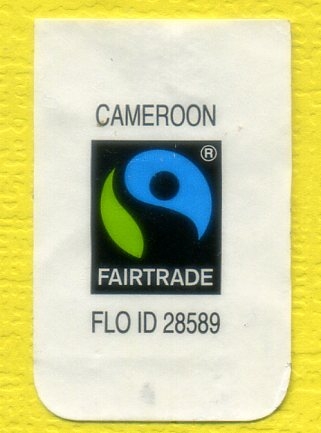 CAMEROON
®
FAIRTRADE
FLO ID 28589